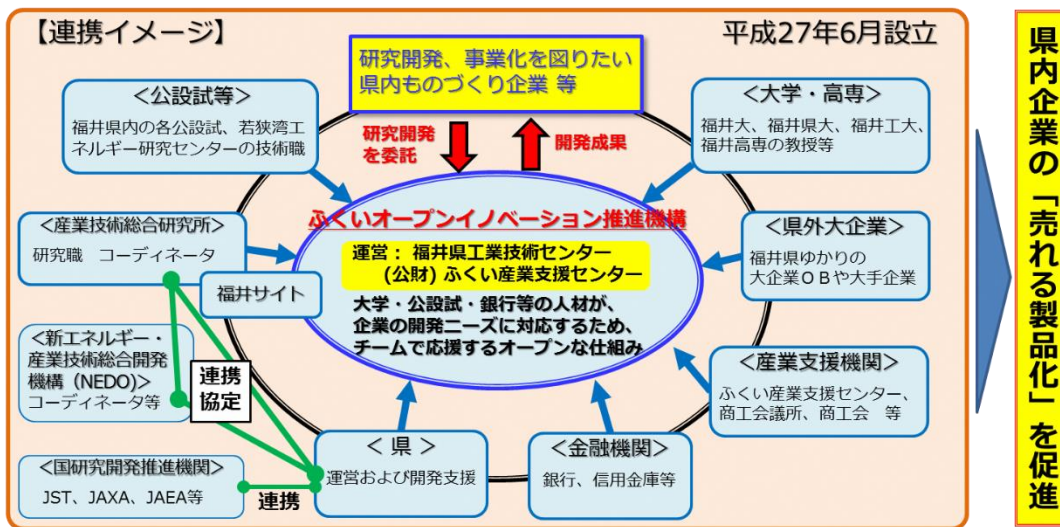 【連携イメージ】
平成27年6月設立
研究開発、事業化を図りたい
県内ものづくり企業 等
＜公設試等＞
福井県内の各公設試、若狭湾エ
ネルギー研究センターの技術職
研究開発
を委託
開発成果
＜大学・高専＞
福井大、福井県大、福井工大、
福井高専の教授等
＜産業技術総合研究所＞
研究職　コーディネータ
福井サイト
ふくいオープンイノベーション推進機構
運営： 福井県工業技術センター
(公財) ふくい産業支援センター
大学・公設試・銀行等の人材が、
企業の開発ニーズに対応するため、
チームで応援するオープンな仕組み
＜県外大企業＞
福井県ゆかりの
大企業ＯＢや大手企業
＜新エネルギー・
産業技術総合開発
機構（NEDO)＞
コーディネータ等
連携
協定
＜産業支援機関＞
ふくい産業支援センター、
商工会議所、商工会　等
＜国研究開発推進機関＞
JST、JAXA、JAEA等
連携
＜ 県 ＞
運営および開発支援
＜金融機関＞
銀行、信用金庫等
県内企業の「売れる製品化」を促進